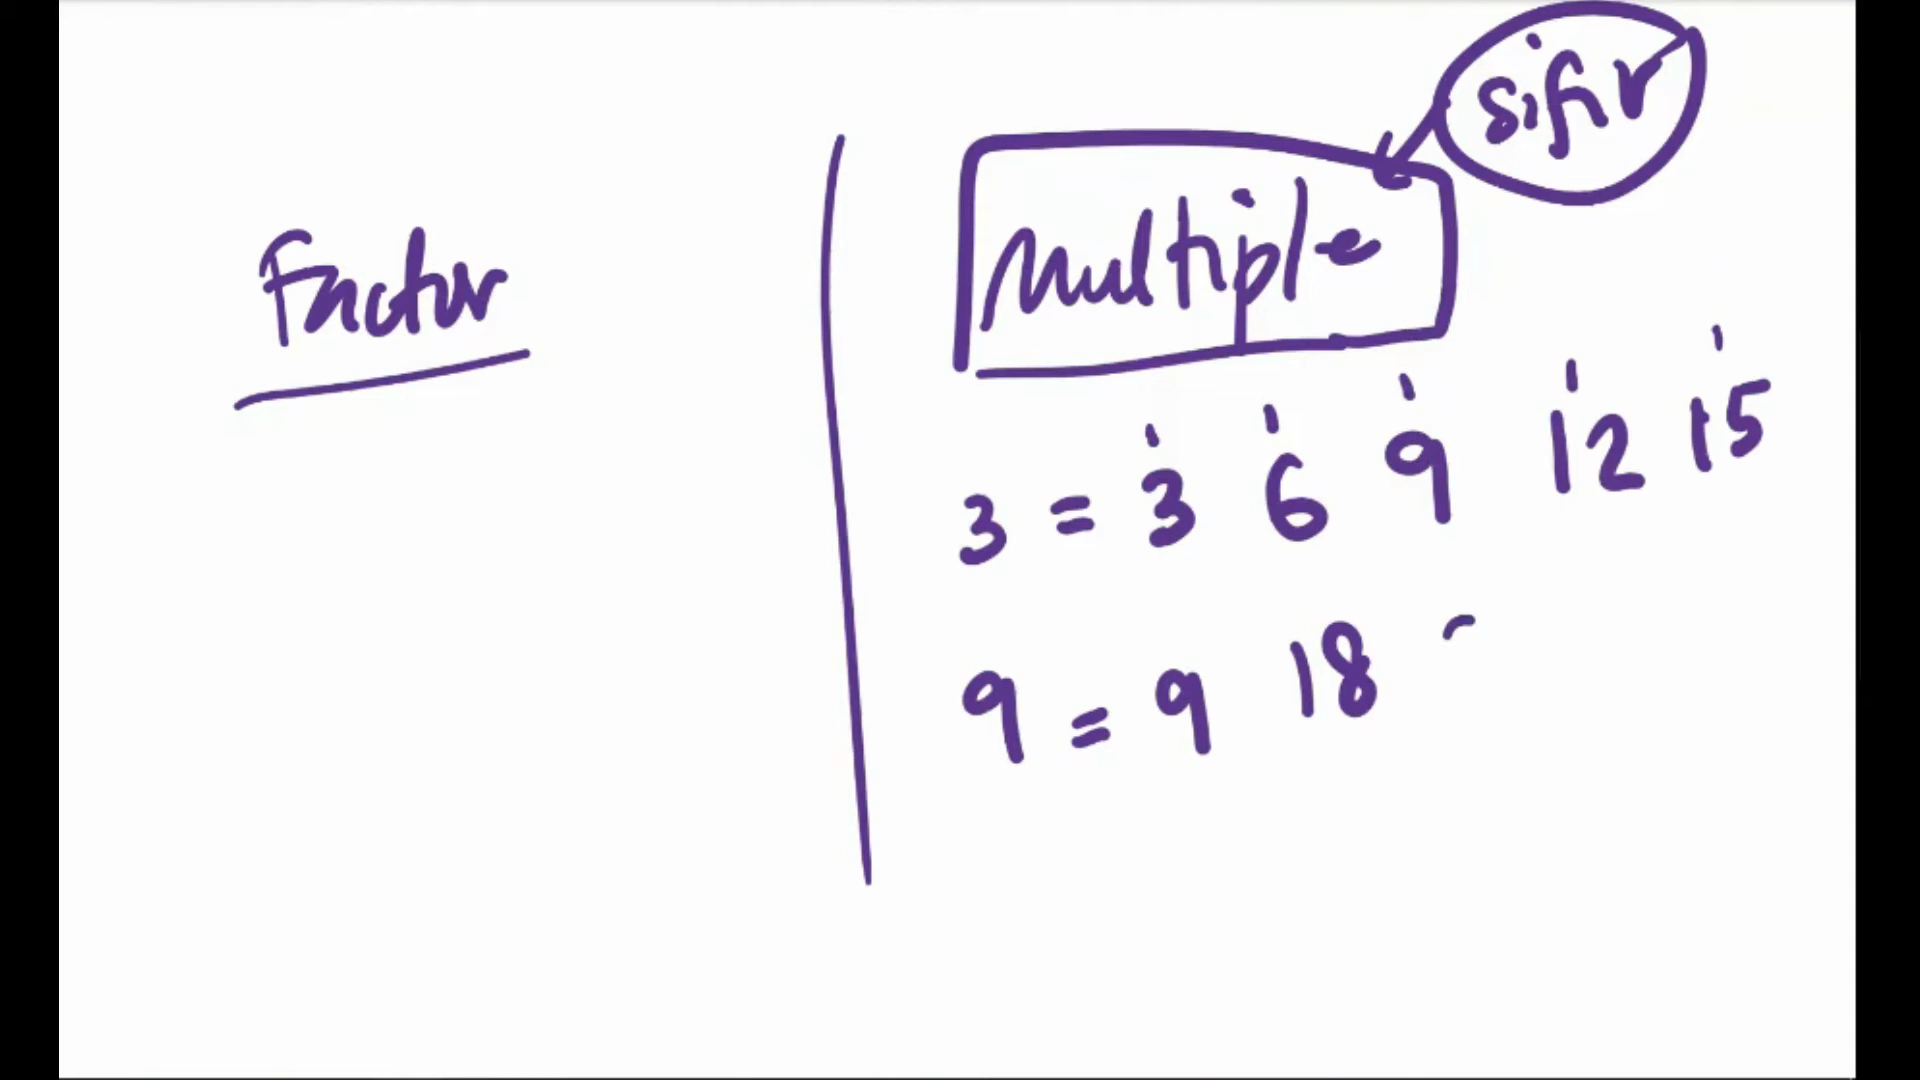 sifir
Factor
Multiple
3 = 3 6 9 12 15
9 = 9 18